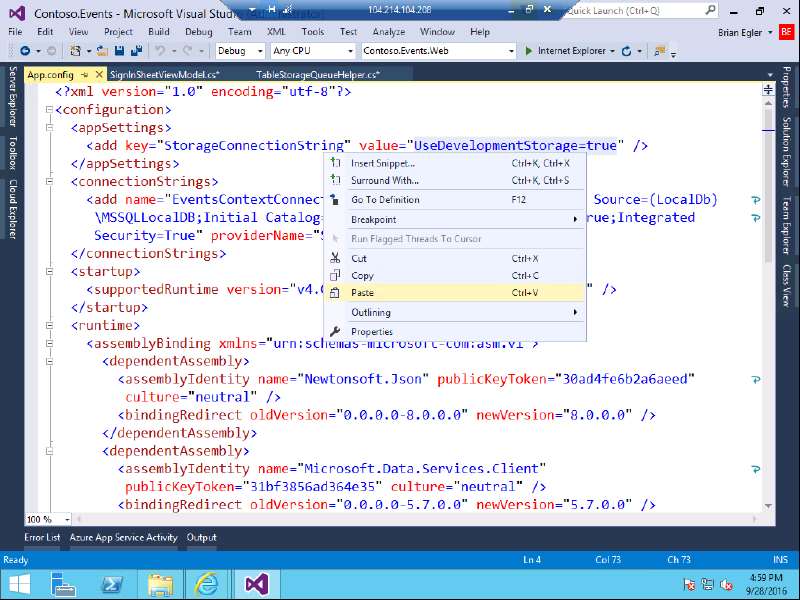 Contoso.Events - Microsoft Visual Stud
104.214.104.208
Quick Launch (Ctrl+Q)
File Edit View Project Build Debug Team XML Tools Test Analyze Window Help
Brian Egler BE
Debug Any CPU Contoso.Events.Web Internet Explorer
App.config SignInSheetViewModel.cs* TableStorageQueueHelper.cs*
Server Explorer
Toolbox
Cloud Explorer
Properties
Solution Explorer
Team Explorer
Class View
<?xml version="1.0" encoding="utf-8"?>
<configuration>
<appSettings>
<add key="StorageConnectionString" value="UseDevelopmentStorage=true" />
</appSettings>
<connectionStrings>
<add name="EventsContextConnect Source=(LocalDb)
\MSSQLLocalDB;Initial Catalog= rue;Integrated
Security=True" providerName="S
</connectionStrings>
<startup>
<supportedRuntime version="v4.0 " />
</startup>
<runtime>
<assemblyBinding xmlns="urn:schemas-microsoft-com:asm.v1">
<dependentAssembly>
<assemblyIdentity name="Newtonsoft.Json" publicKeyToken="30ad4fe6b2a6aeed"
culture="neutral" />
<bindingRedirect oldVersion="0.0.0.0-8.0.0.0" newVersion="8.0.0.0" />
</dependentAssembly>
<dependentAssembly>
<assemblyIdentity name="Microsoft.Data.Services.Client"
publicKeyToken="31bf3856ad364e35" culture="neutral" />
<bindingRedirect oldVersion="0.0.0.0-5.7.0.0" newVersion="5.7.0.0" />
Insert Snippet... Ctrl+K, Ctrl+X
Surround With... Ctrl+K, Ctrl+S
Go To Definition F12
Breakpoint
Run Flagged Threads To Cursor
Cut Ctrl+X
Copy Ctrl+C
Paste Ctrl+V
Outlining
Properties
100 %
Error List Azure App Service Activity Output
Ready Ln 4 Col 73 Ch 73 INS
4:59 PM
9/28/2016